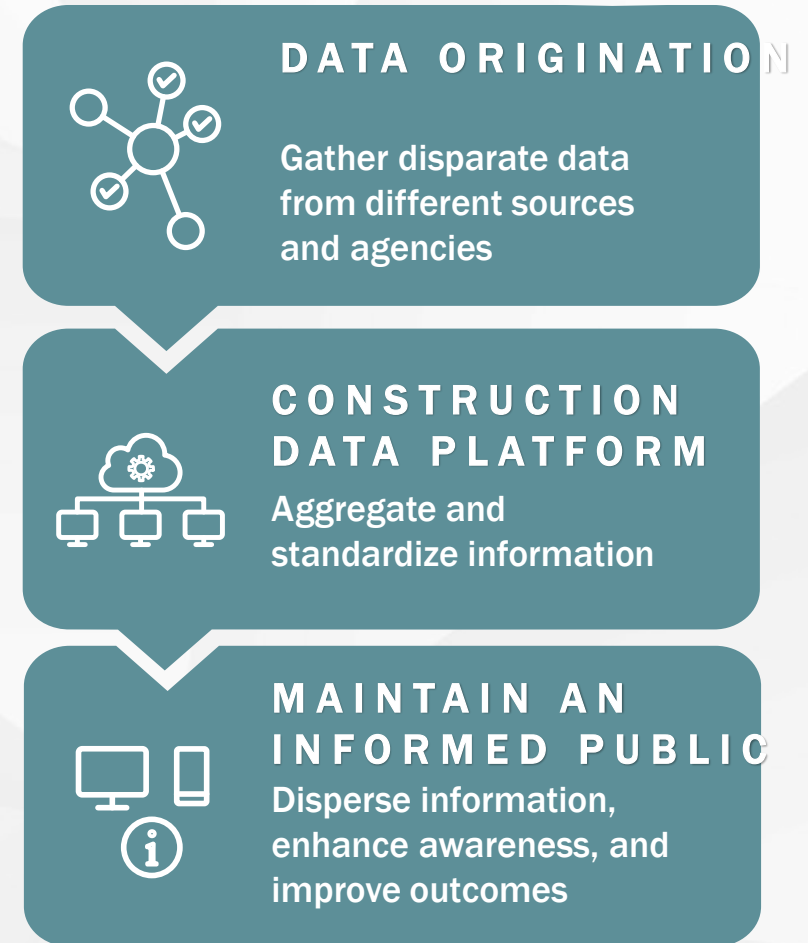 DATA ORIGINATION
Gather disparate data
from different sources
and agencies
CONSTRUCTION
DATA PLATFORM
Aggregate and
standardize information
MAINTAIN AN
INFORMED PUBLIC
Disperse information,
enhance awareness, and
improve outcomes